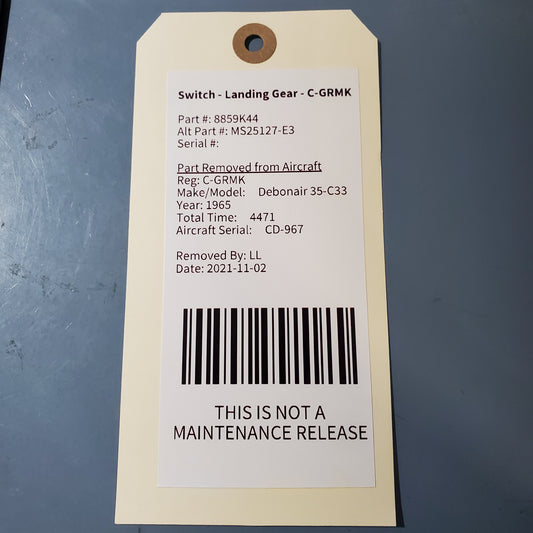 Switch - Landing Gear - C-GRMK
Part #: 8859K44
Alt Part #: MS25127-E3
Serial #:
Part Removed from Aircraft
Reg: C-GRMK
Make/Model: Debonair 35-C33
Year: 1965
Total Time: 4471
Aircraft Serial: CD-967
Removed By: LL
Date: 2021-11-02
THIS IS NOT A
MAINTENANCE RELEASE